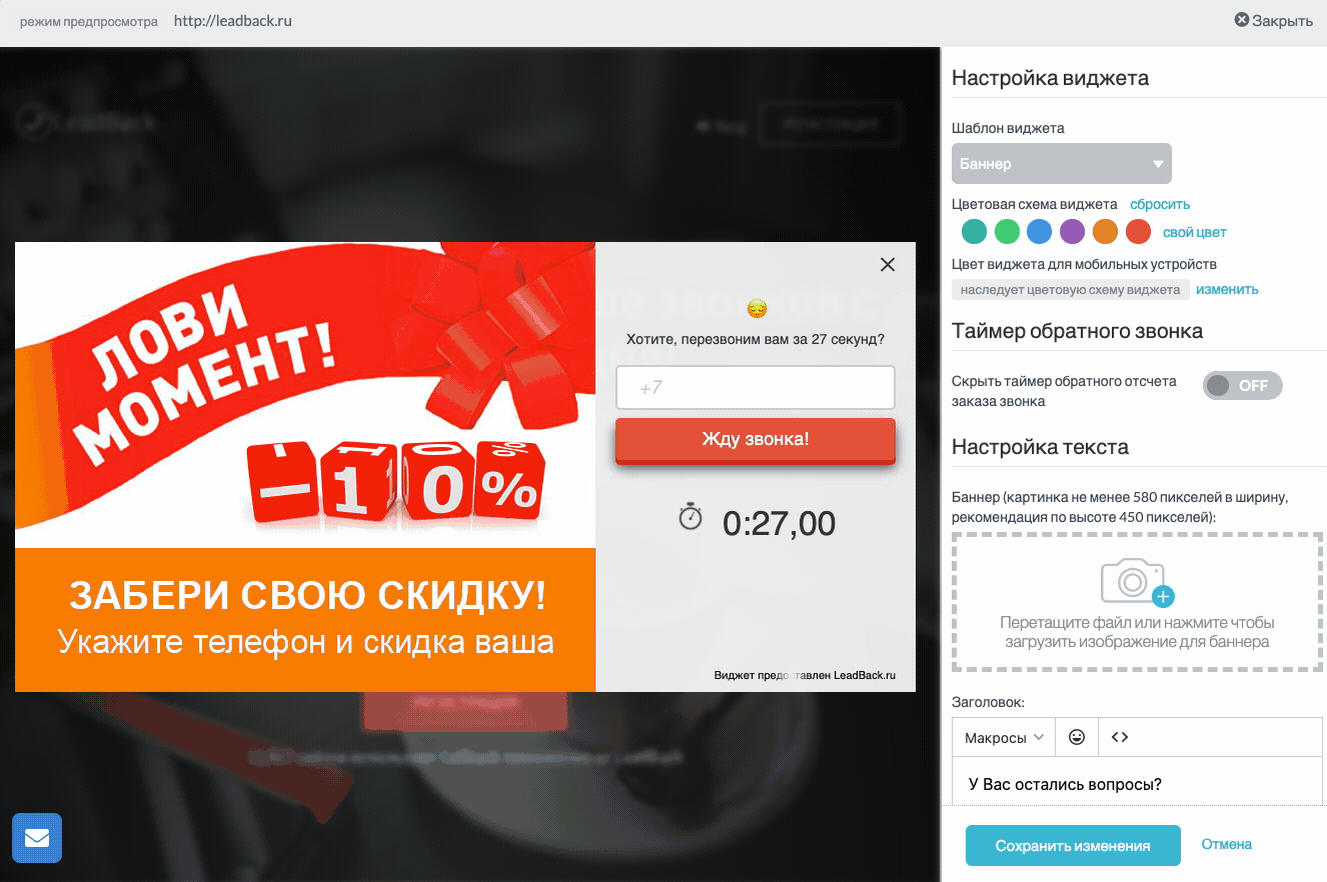 режим предпросмотра http://leadback.ru
Закрыть
LeadBack
Вход
РЕГИСТРАЦИЯ
ЛОВИ
МОМЕНТ!
-10%
ЗАБЕРИ СВОЮ СКИДКУ!
Укажите телефон и скидка ваша
Хотите, перезвоним вам за 27 секунд?
+7
Жду звонка!
0:27,00
Виджет предоставлен LeadBack.ru
Настройка виджета
Шаблон виджета
Баннер
Цветовая схема виджета сбросить
свой цвет
Цвет виджета для мобильных устройств
наследует цветовую схему виджета изменить
Таймер обратного звонка
Скрыть таймер обратного отсчета
заказа звонка
OFF
Настройка текста
Баннер (картинка не менее 580 пикселей в ширину,
рекомендация по высоте 450 пикселей):
Перетащите файл или нажмите чтобы
загрузить изображение для баннера
Заголовок:
Макросы
У Вас остались вопросы?
Сохранить изменения
Отмена